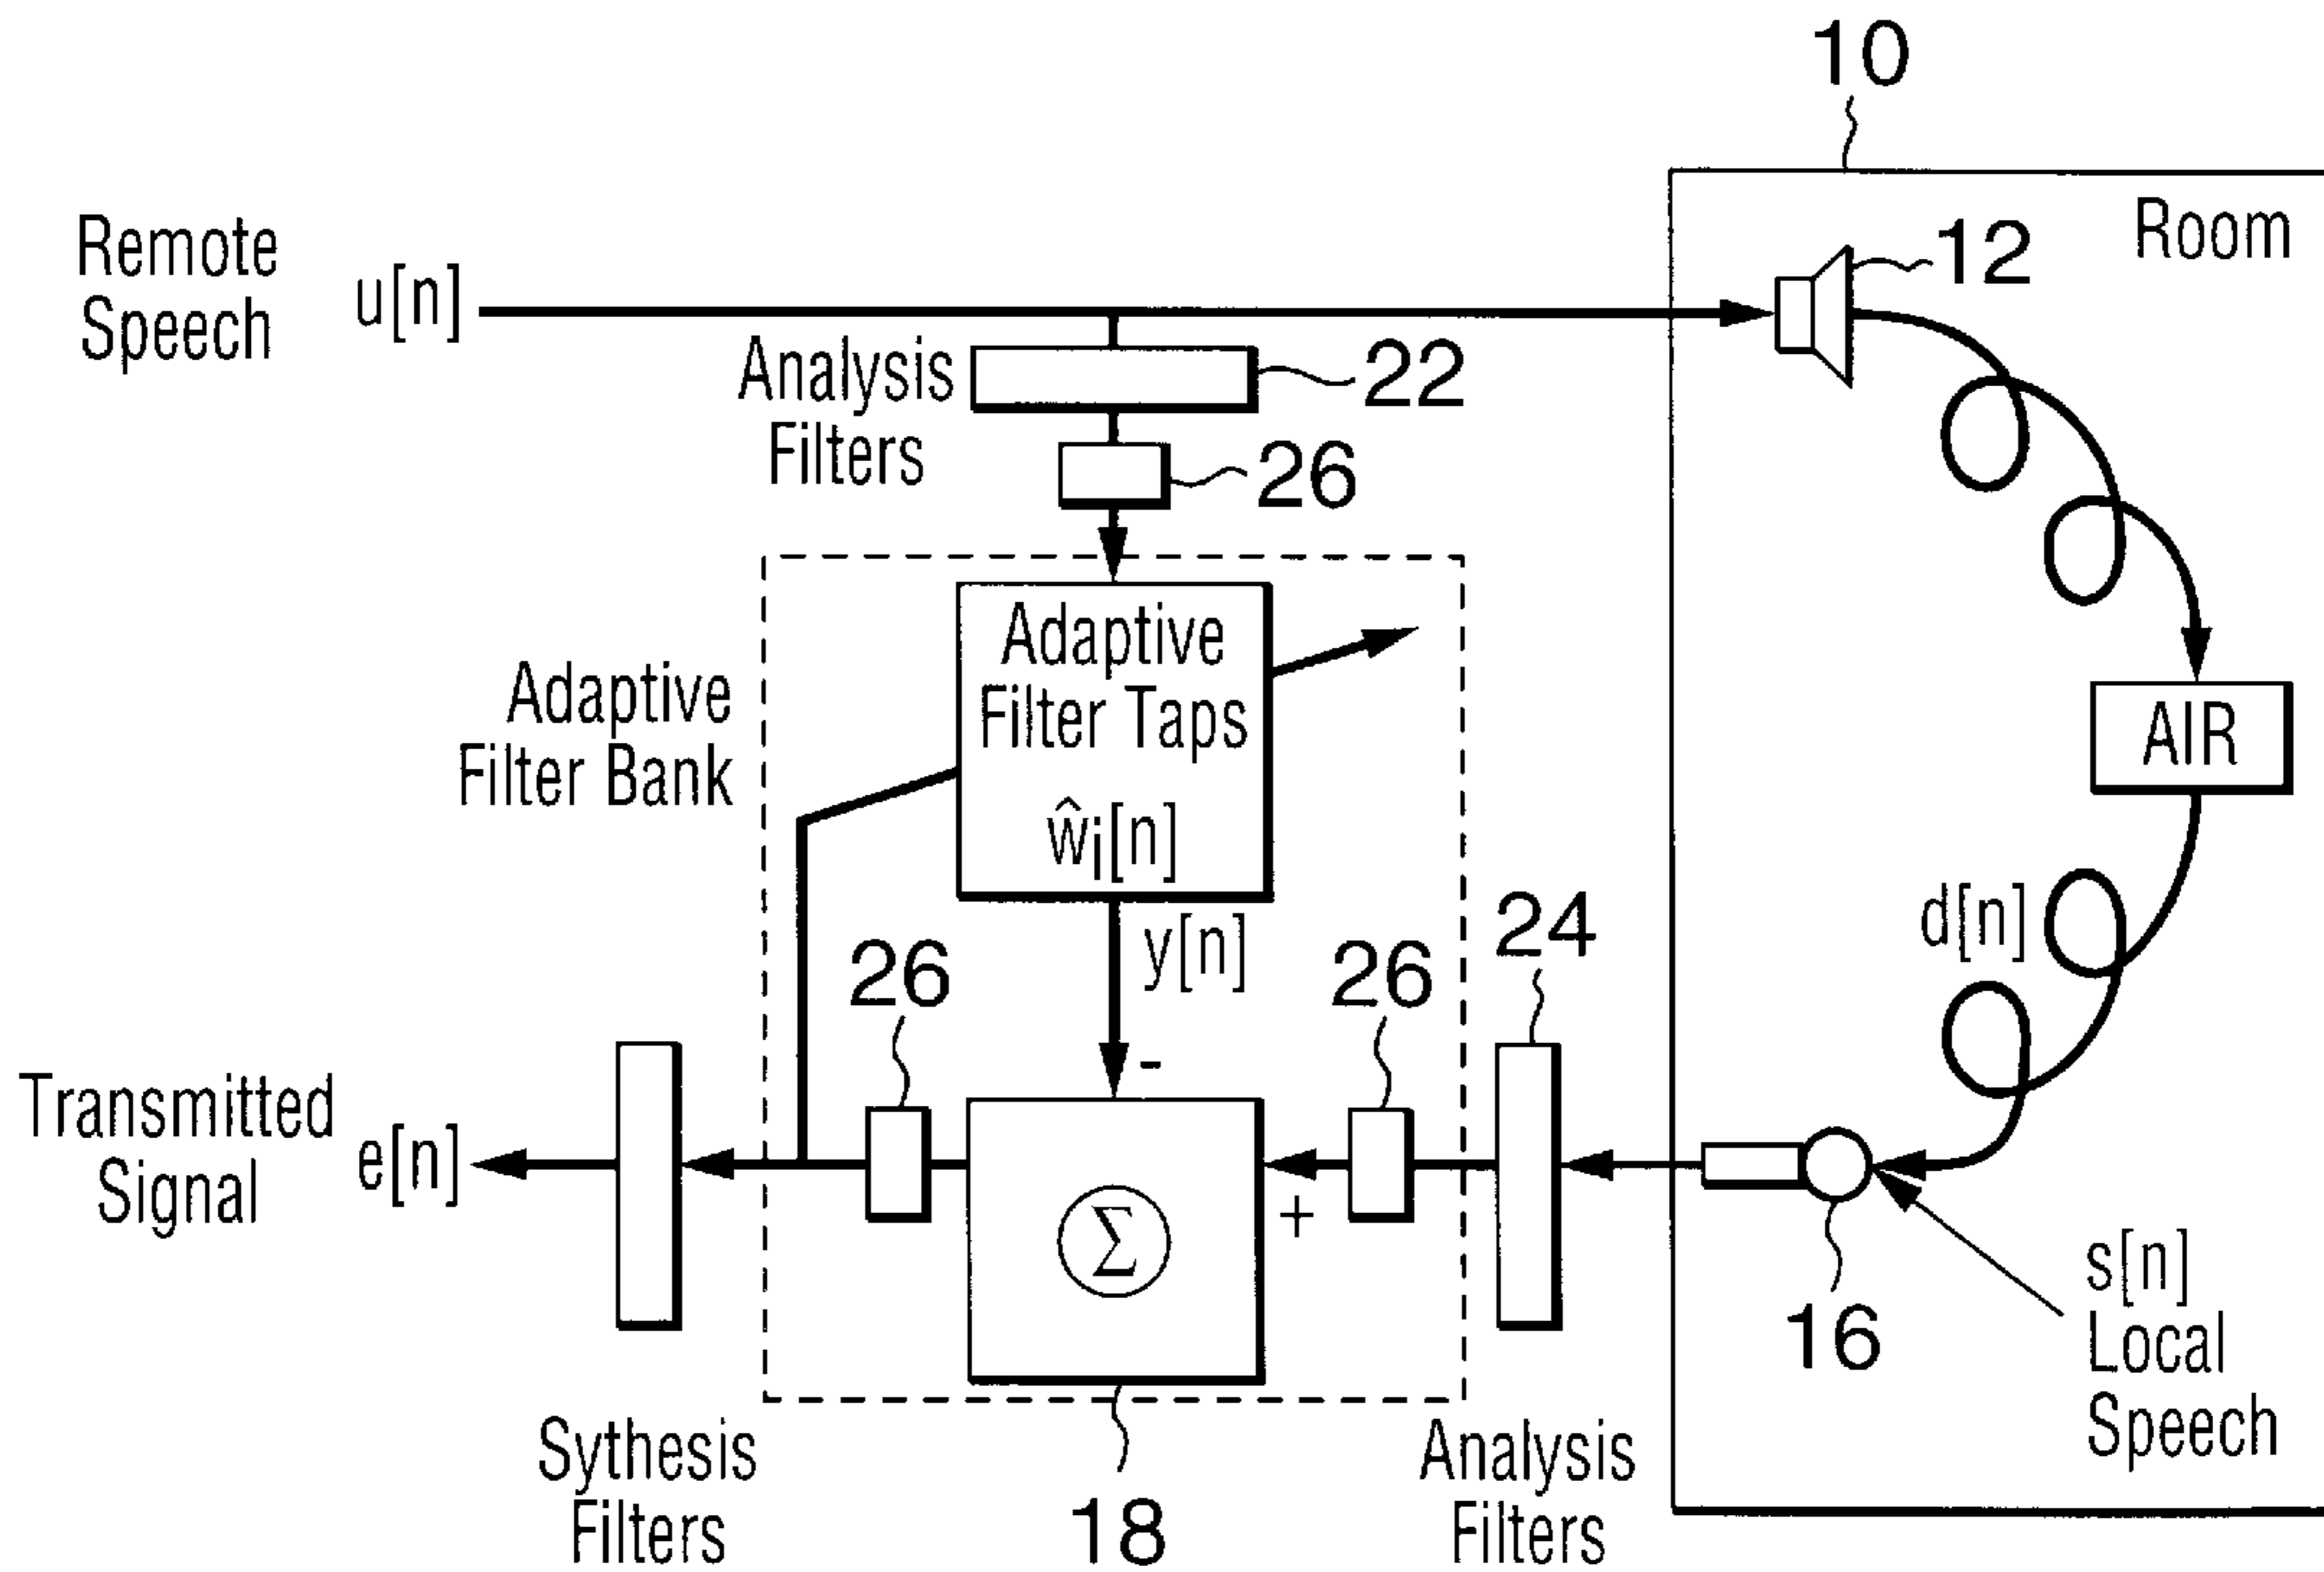 10
Room
12
Remote
Speech
u[n]
Analysis
Filters
22
26
Adaptive
Filter Taps
ŵi[n]
Adaptive
Filter Bank
AIR
y[n]
-
26
26
24
d[n]
Transmitted
Signal
e[n]
Σ
+
16
s[n]
Local
Speech
Sythesis
Filters
18
Analysis
Filters